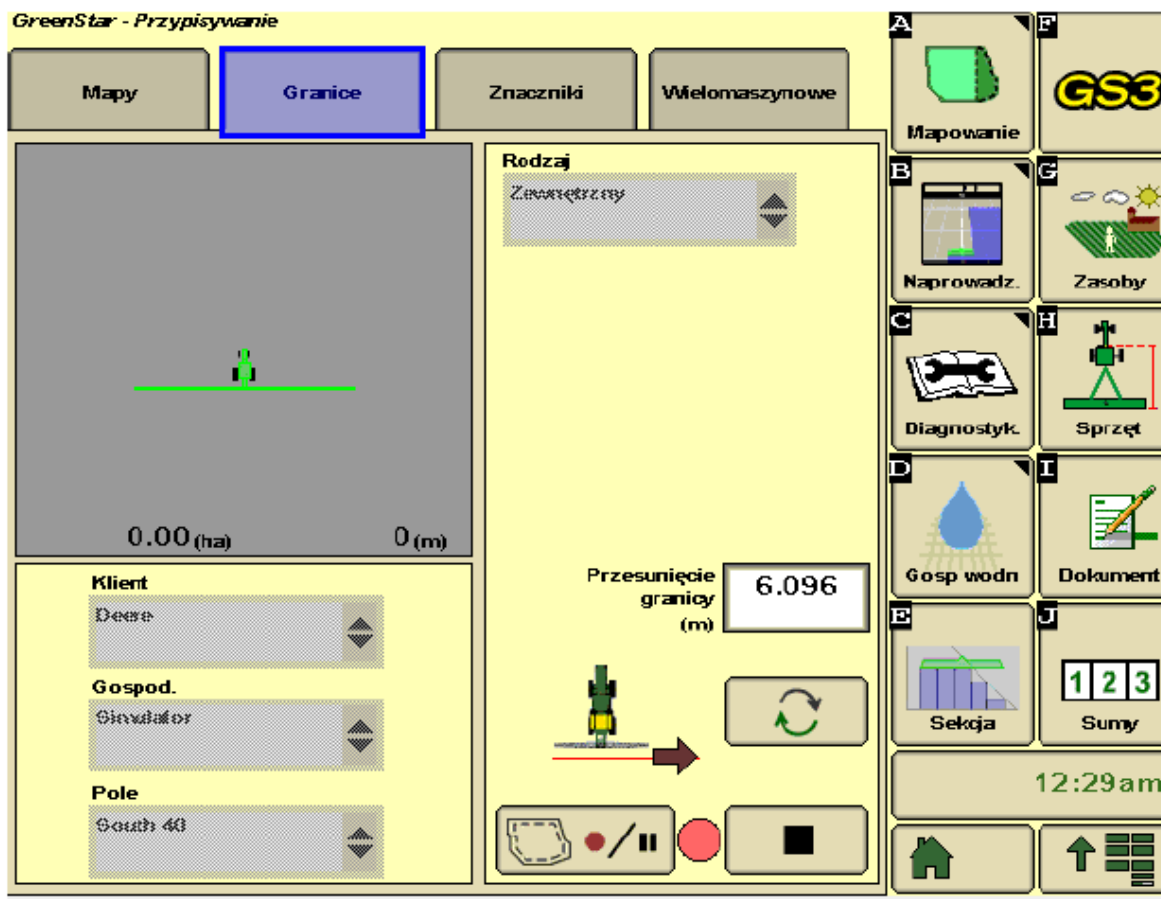 GreenStar - Przypisywanie
Mapy
Granice
Znaczniki
Wielomaszynowe
0.00 (ha)
0 (m)
Klient
Deere
Gospod.
Simulator
Pole
South 40
Rodzaj
Zewnętrzny
Przesunięcie
granicy
(m)
6.096
A
Mapowanie
F
GS3
B
Naprowadz.
G
Zasoby
C
Diagnostyk.
H
Sprzęt
D
Gosp wodn
I
Dokument
E
Sekcja
J
1 2 3
Sumy
12:29am